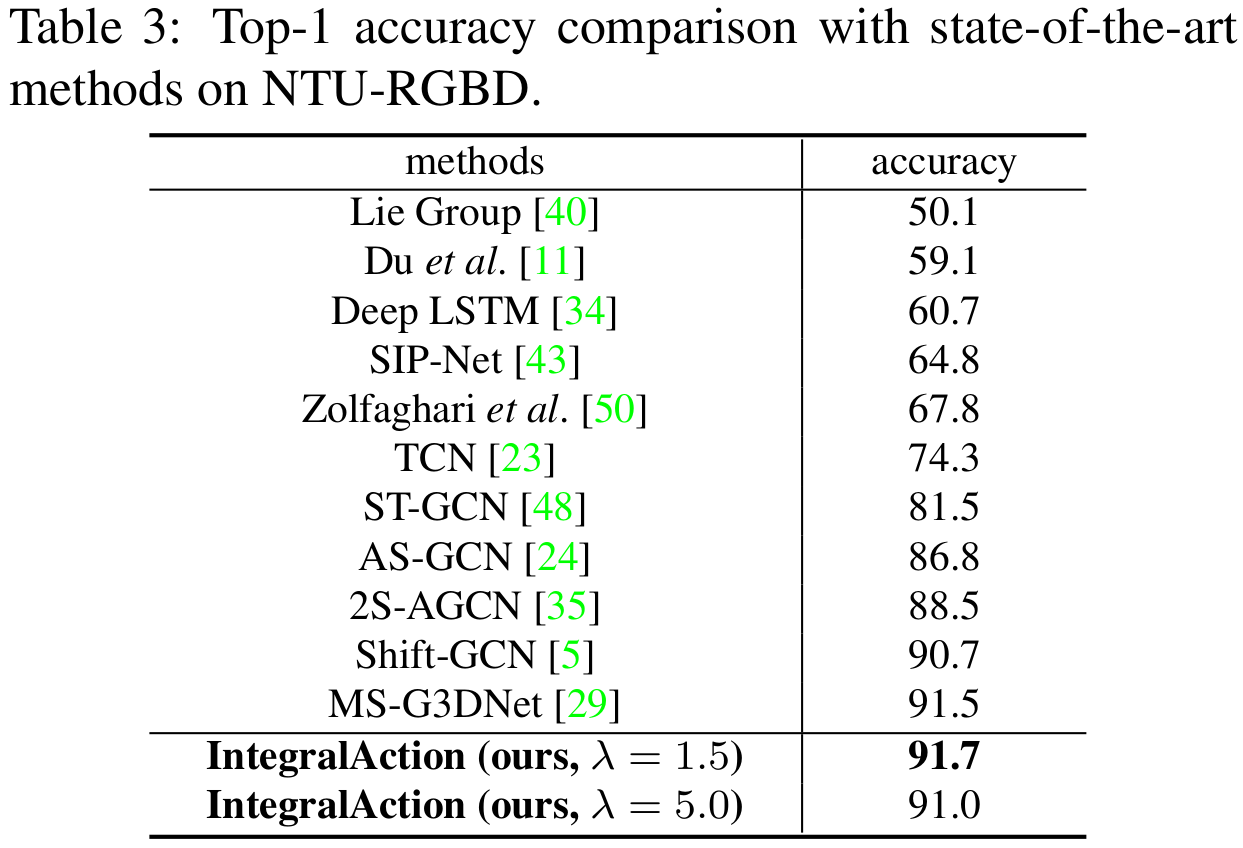 Table 3: Top-1 accuracy comparison with state-of-the-art
methods on NTU-RGBD.
methods accuracy
Lie Group [40] 50.1
Du et al. [11] 59.1
Deep LSTM [34] 60.7
SIP-Net [43] 64.8
Zolfaghari et al. [50] 67.8
TCN [23] 74.3
ST-GCN [48] 81.5
AS-GCN [24] 86.8
2S-AGCN [35] 88.5
Shift-GCN [5] 90.7
MS-G3DNet [29] 91.5
IntegralAction (ours, λ = 1.5) 91.7
IntegralAction (ours, λ = 5.0) 91.0